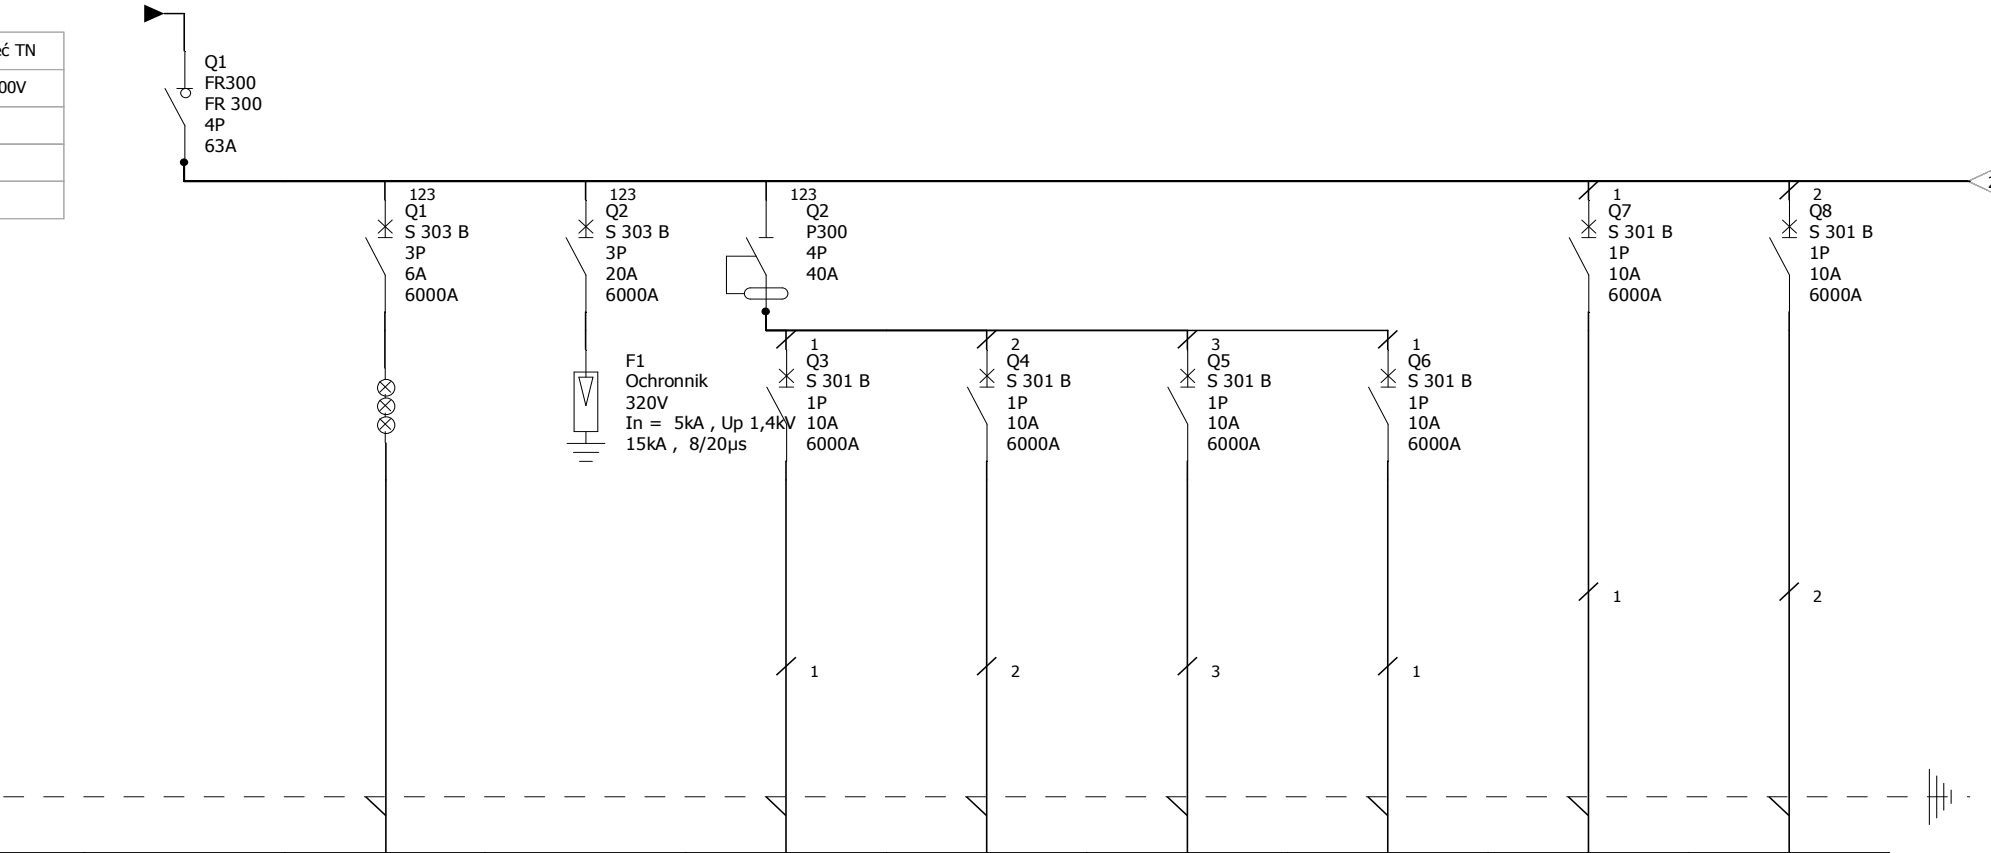 TN
00V
Q1
FR300
FR 300
4P
63A
123
Q1
S 303 B
3P
6A
6000A
123
Q2
S 303 B
3P
20A
6000A
123
Q2
P300
4P
40A
1
Q7
S 301 B
1P
10A
6000A
2
Q8
S 301 B
1P
10A
6000A
F1
Ochronnik
320V
In = 5kA , Up 1,4kV
15kA , 8/20µs
1
Q3
S 301 B
1P
10A
6000A
2
Q4
S 301 B
1P
10A
6000A
3
Q5
S 301 B
1P
10A
6000A
1
Q6
S 301 B
1P
10A
6000A
1
2
1
2
3
1